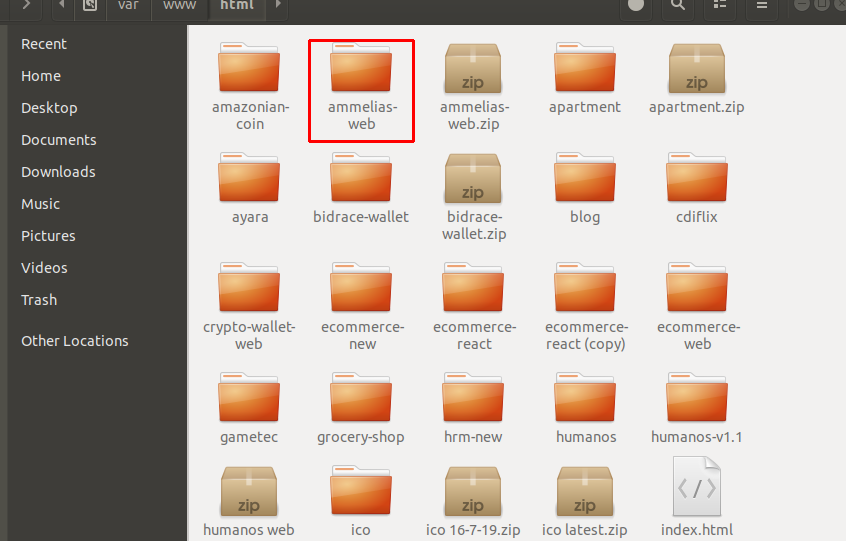 var www html
Recent
Home
Desktop
Documents
Downloads
Music
Pictures
Videos
Trash
Other Locations
amazonian-
coin
ammelias-
web
zip
ammelias-
web.zip
apartment
zip
apartment.zip
ayara
bidrace-wallet
zip
bidrace-
wallet.zip
blog
cdiflix
crypto-wallet-
web
ecommerce-
new
ecommerce-
react
ecommerce-
react (copy)
ecommerce-
web
gametec
grocery-shop
hrm-new
humanos
humanos-v1.1
zip
humanos web
ico
zip
ico 16-7-19.zip
zip
ico latest.zip
</>
index.html